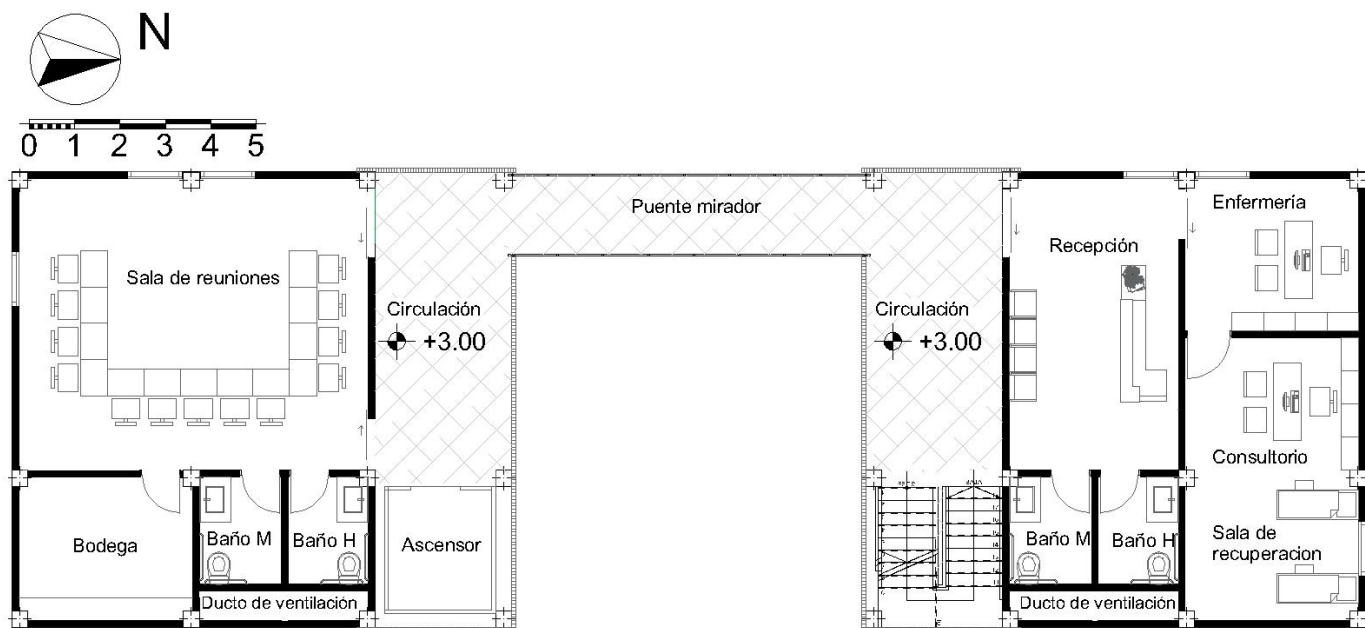 N
0 1 2 3 4 5
Puente mirador
Enfermería
Recepción
Sala de reuniones
Circulación
+3.00
Circulación
+3.00
Consultorio
Sala de
recuperacion
Bodega
Baño M
Baño H
Ascensor
Baño M
Baño H
Ducto de ventilación
Ducto de ventilación